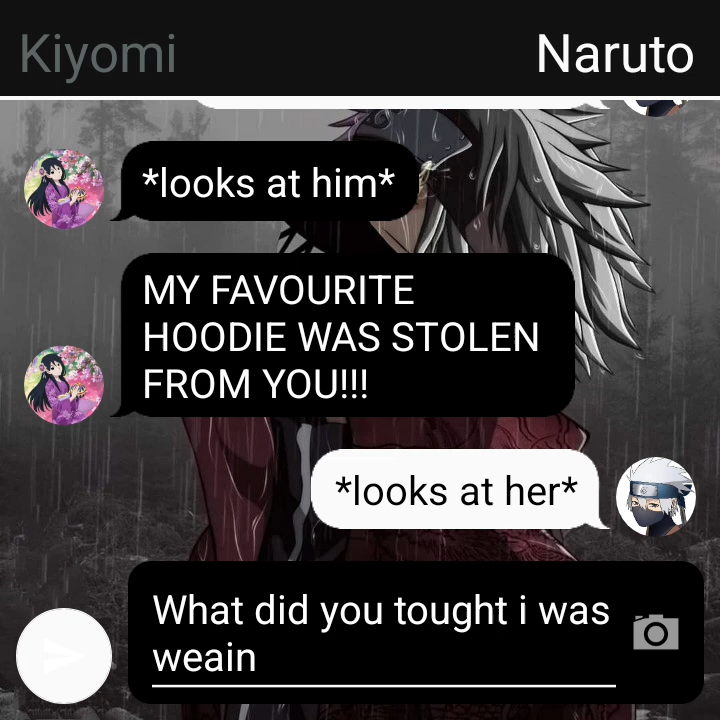 Kiyomi
Naruto
*looks at him*
MY FAVOURITE
HOODIE WAS STOLEN
FROM YOU!!!
*looks at her*
What did you tought i was
weain